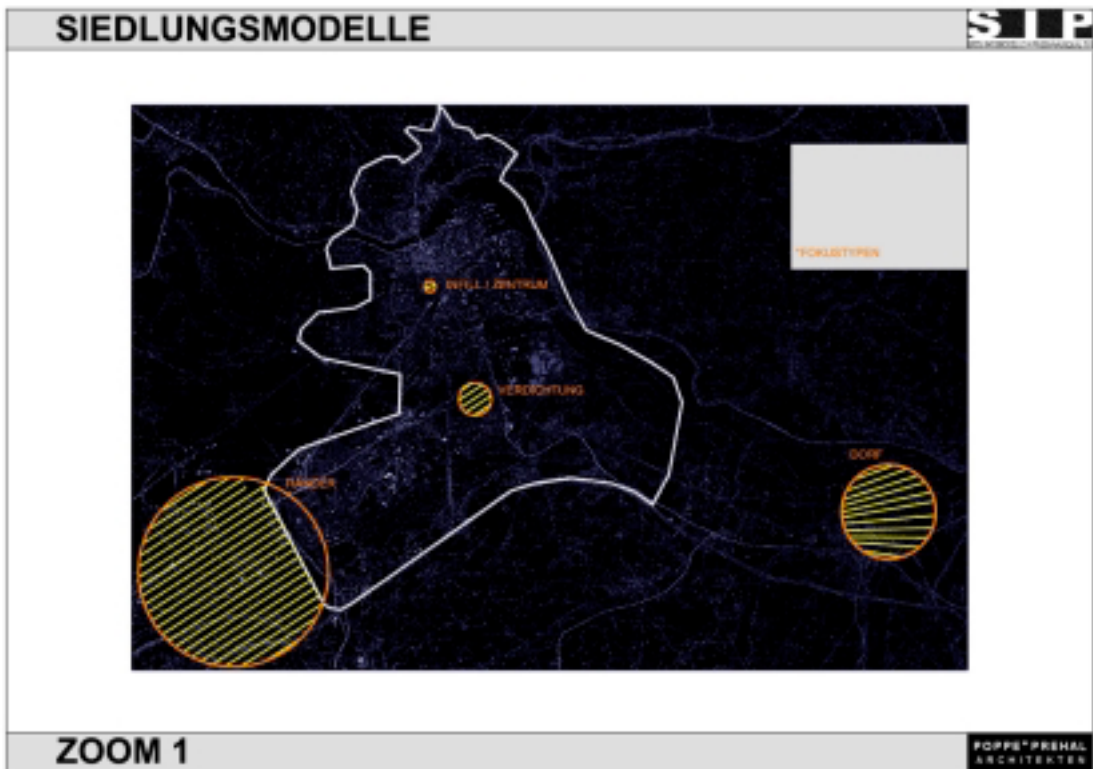 SIEDLUNGSMODELLE
SIP
*FOKUSTYPEN
INFILL / ZENTRUM
VERDICHTUNG
DORF
RÄNDER
ZOOM 1
POPPE*PREHAL
ARCHITEKTEN